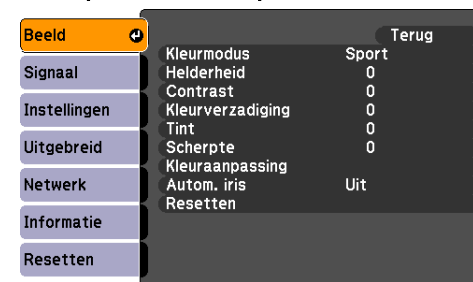 Beeld
Signaal
Instellingen
Uitgebreid
Netwerk
Informatie
Resetten
Terug
Kleurmodus Sport
Helderheid 0
Contrast 0
Kleurverzadiging 0
Tint 0
Scherpte 0
Kleuraanpassing
Autom. iris Uit
Resetten